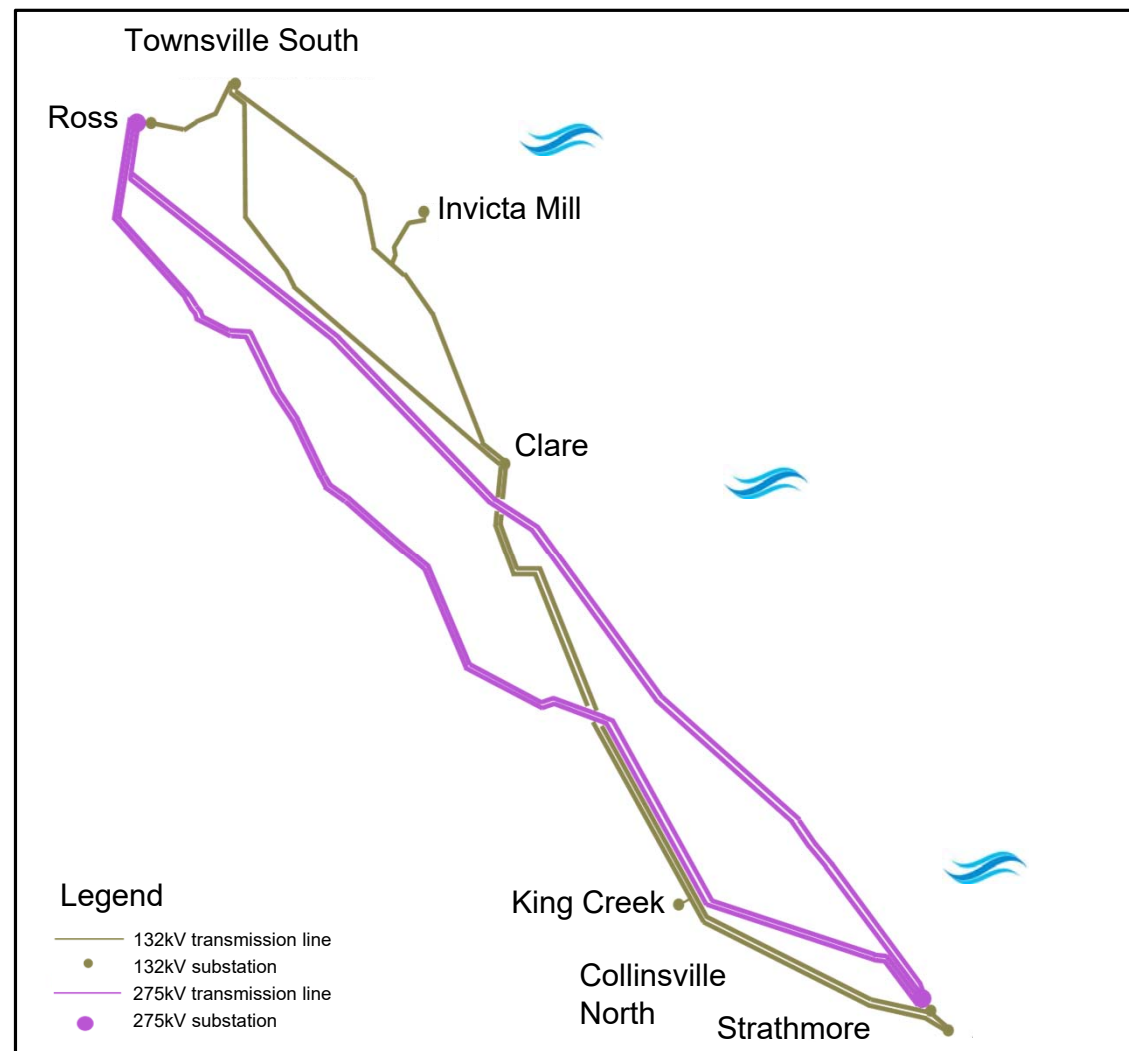 Townsville South
Ross
Invicta Mill
Clare
King Creek
Collinsville
North
Strathmore
Legend
132kV transmission line
132kV substation
275kV transmission line
275kV substation